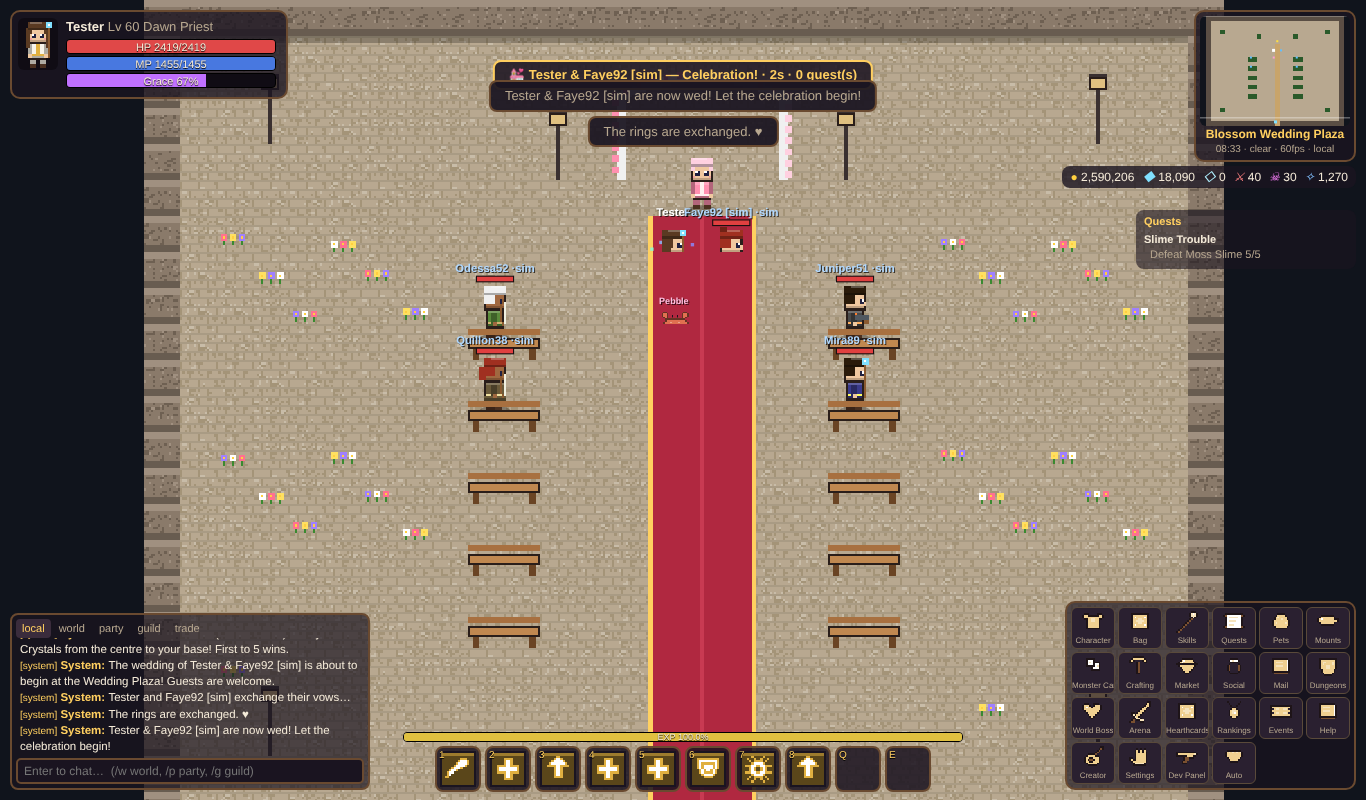 Tester Lv 60 Dawn Priest
HP 2419/2419
MP 1455/1455
Grace 67%
Tester & Faye92 [sim] — Celebration! · 2s · 0 quest(s)
Tester & Faye92 [sim] are now wed! Let the celebration begin!
The rings are exchanged. ♥
Blossom Wedding Plaza
08:33 · clear · 60fps · local
2,590,206 18,090 0 40 30 1,270
Quests
Slime Trouble
Defeat Moss Slime 5/5
Tester
Faye92 [sim] ·sim
Odessa52 ·sim
Juniper51 ·sim
Pebble
Quillon38 ·sim
Mira89 ·sim
local world party guild trade
Crystals from the centre to your base! First to 5 wins.
[system] System: The wedding of Tester & Faye92 [sim] is about to
begin at the Wedding Plaza! Guests are welcome.
[system] System: Tester and Faye92 [sim] exchange their vows…
[system] System: The rings are exchanged. ♥
[system] System: Tester & Faye92 [sim] are now wed! Let the
celebration begin!
Enter to chat… (/w world, /p party, /g guild)
EXP 100.0%
1 2 3 4 5 6 7 8 Q E
Character Bag Skills Quests Pets Mounts
Monster Ca Crafting Market Social Mail Dungeons
World Boss Arena Hearthcards Rankings Events Help
Creator Settings Dev Panel Auto